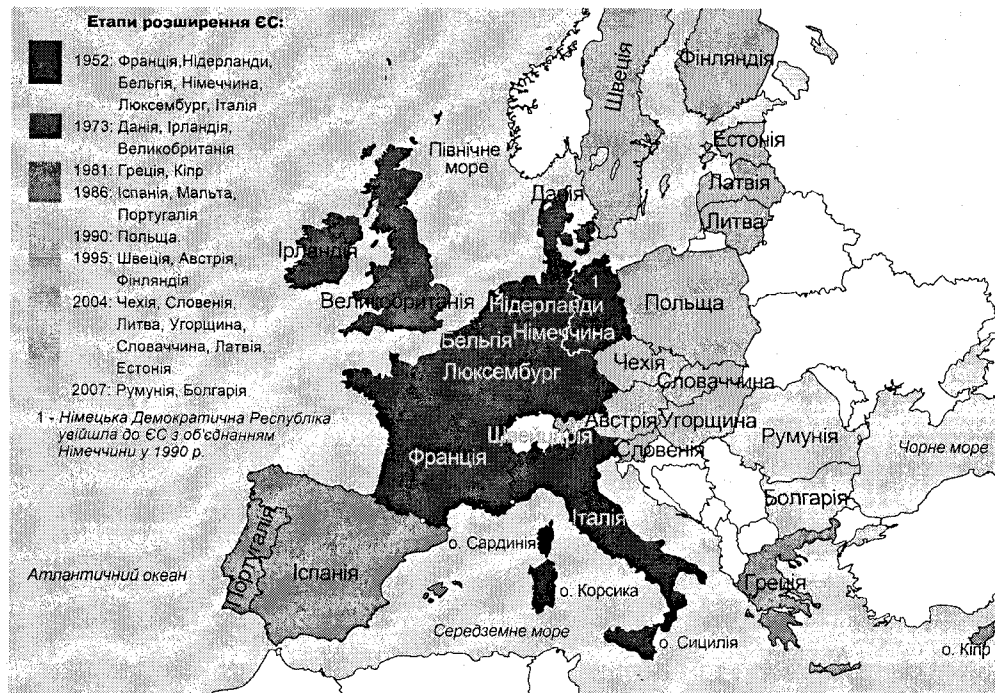 Етапи розширення ЄС:
1952: Франція,Нідерланди,
Бельгія, Німеччина,
Люксембург, Італія
1973: Данія, Ірландія,
Великобританія
1981: Греція, Кіпр
1986: Іспанія, Мальта,
Португалія
1990: Польща
1995: Швеція, Австрія,
Фінляндія
2004: Чехія, Словенія,
Литва, Угорщина,
Словаччина, Латвія,
Естонія
2007: Румунія, Болгарія
1 - Німецька Демократична Республіка
увійшла до ЄС з об'єднанням
Німеччини у 1990 р.
Швеція
Фінляндія
Естонія
Латвія
Литва
Північне
море
Данія
Ірландія
Великобританія
1
Нідерланди
Польща
Бельгія
Німеччина
Люксембург
Чехія
Словаччина
Австрія
Угорщина
Швейцарія
Словенія
Румунія
Чорне море
Франція
Болгарія
Італія
Португалія
Іспанія
о. Сардинія
Атлантичний океан
о. Корсика
Греція
Середземне море
о. Сицилія
о. Кіпр